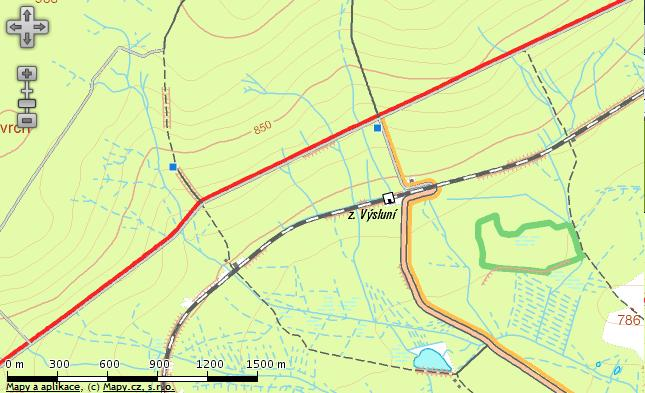 850
z. Výsluní
786
0 m 300 600 900 1200 1500 m
Mapy a aplikace, (c) Mapy.cz, s.r.o.